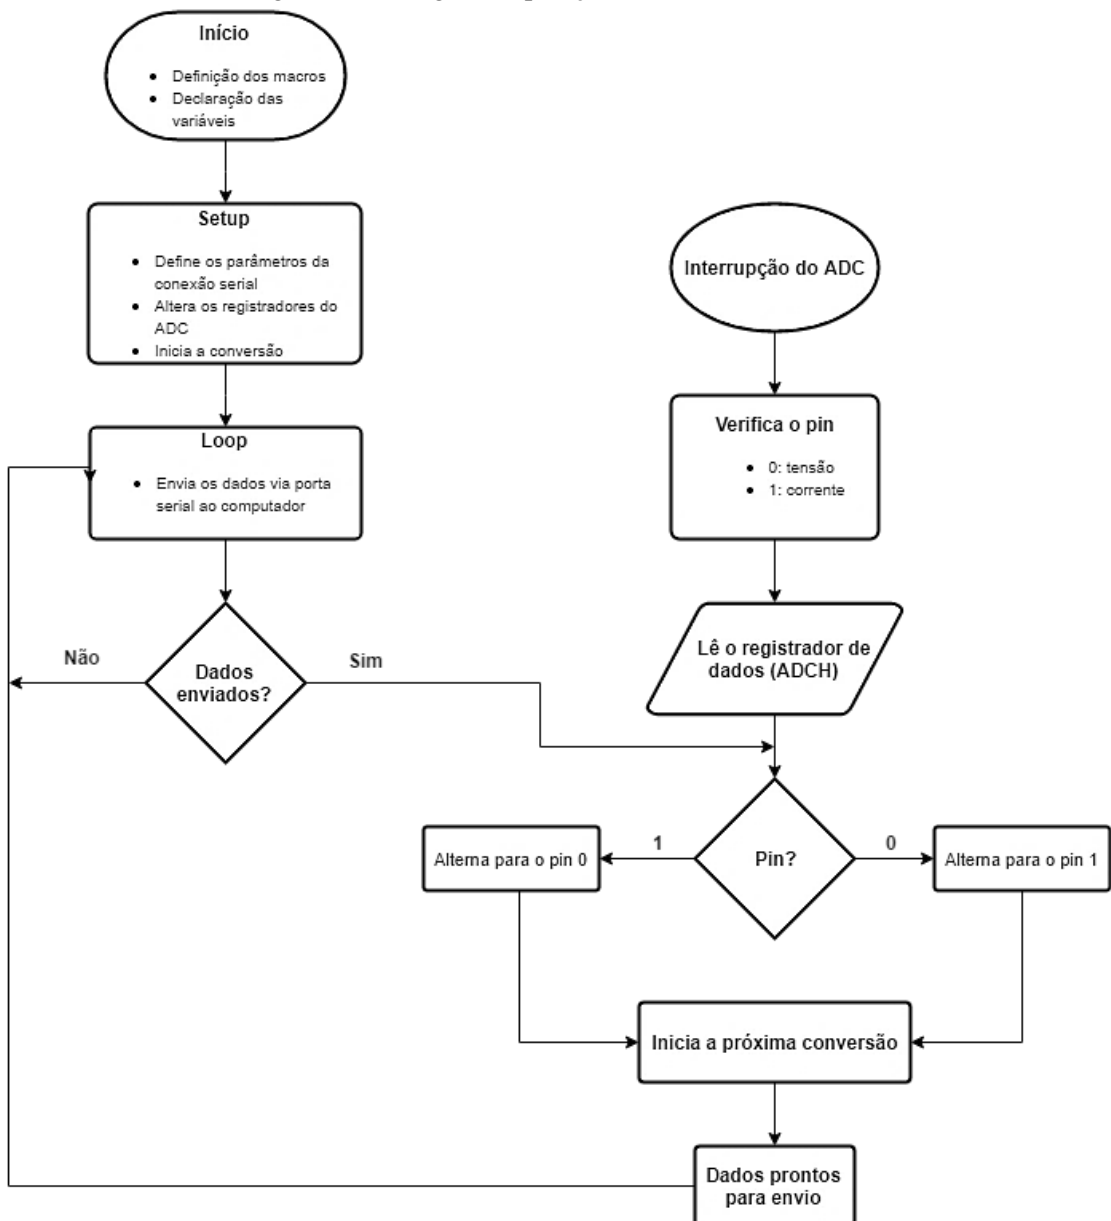 Início
Definição dos macros
Declaração das
variáveis
Setup
Define os parâmetros da
conexão serial
Altera os registradores do
ADC
Inicia a conversão
Loop
Envia os dados via porta
serial ao computador
Dados
enviados?
Não
Sim
Interrupção do ADC
Verifica o pin
0: tensão
1: corrente
Lê o registrador de
dados (ADCH)
Pin?
1
0
Alterna para o pin 0
Alterna para o pin 1
Inicia a próxima conversão
Dados prontos
para envio